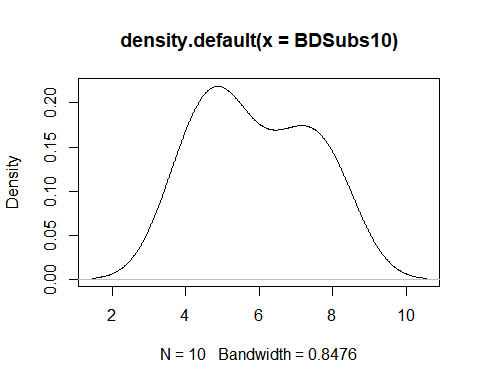 density.default(x = BDSubs10)
Density
0.00 0.05 0.10 0.15 0.20
2 4 6 8 10
N = 10 Bandwidth = 0.8476